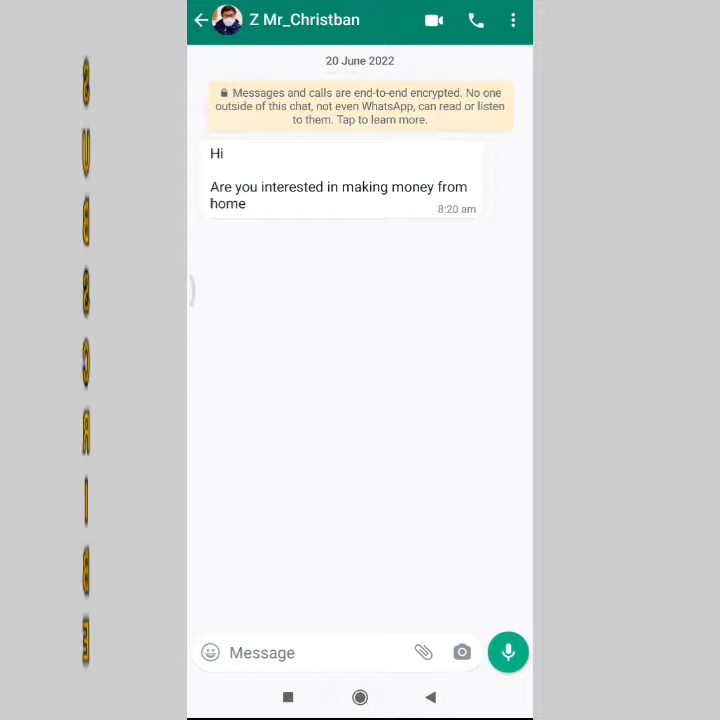 Z Mr_Christban
20 June 2022
Messages and calls are end-to-end encrypted. No one
outside of this chat, not even WhatsApp, can read or listen
to them. Tap to learn more.
Hi
Are you interested in making money from
home
8:20 am
Message
S
U
B
S
C
R
I
B
E